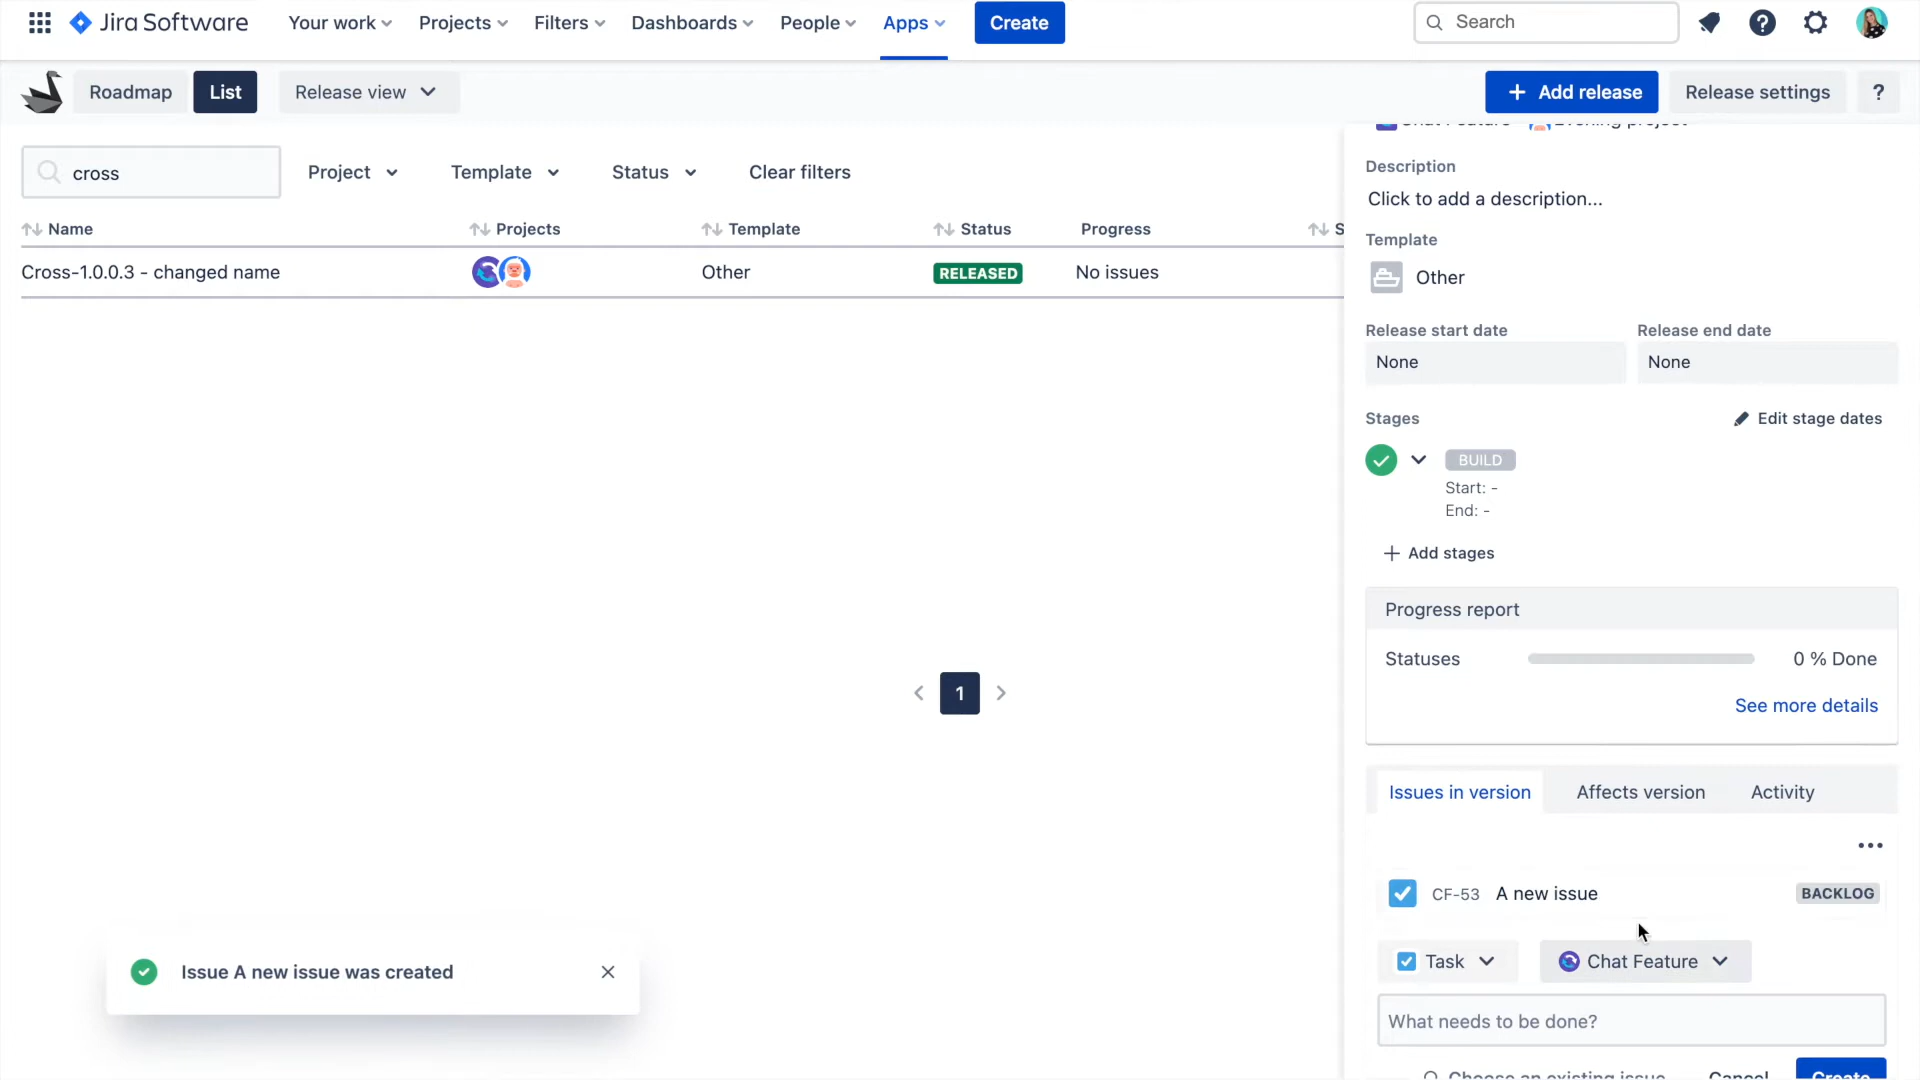 Jira Software Your work Projects Filters Dashboards People Apps Create Search
Roadmap List Release view + Add release Release settings ?
Chat Feature Evening project
cross Project Template Status Clear filters
Name Projects Template Status Progress S
Cross-1.0.0.3 - changed name Other RELEASED No issues
1
Issue A new issue was created
Description
Click to add a description...
Template
Other
Release start date Release end date
None None
Stages Edit stage dates
BUILD
Start: -
End: -
+ Add stages
Progress report
Statuses 0 % Done
See more details
Issues in version Affects version Activity
CF-53 A new issue BACKLOG
Task Chat Feature
What needs to be done?
Choose an existing issue Cancel Create